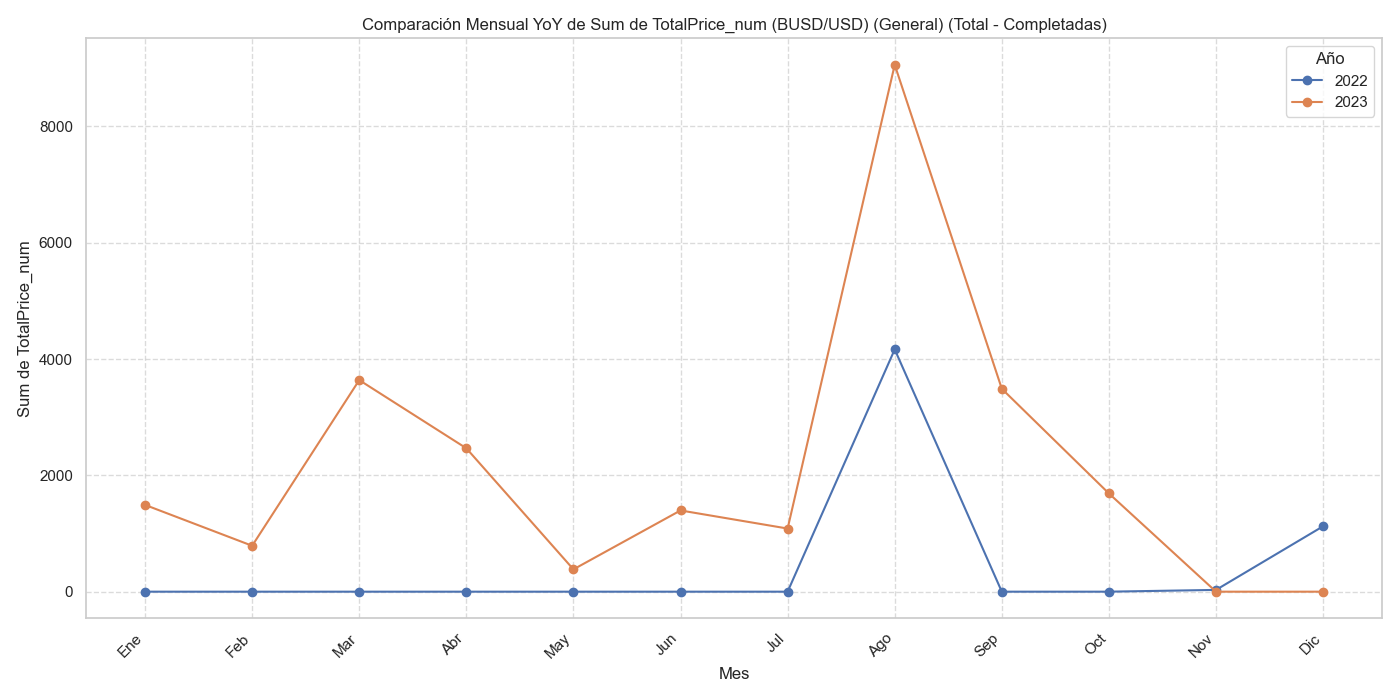 Comparación Mensual YoY de Sum de TotalPrice_num (BUSD/USD) (General) (Total - Completadas)
Año
2022
2023
Sum de TotalPrice_num
8000
6000
4000
2000
0
Ene
Feb
Mar
Abr
May
Jun
Jul
Ago
Sep
Oct
Nov
Dic
Mes